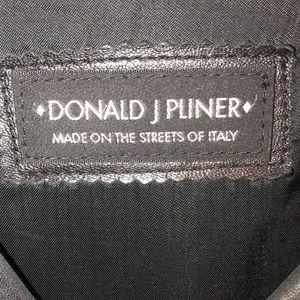 ♦DONALD J PLINER♦
MADE ON THE STREETS OF ITALY